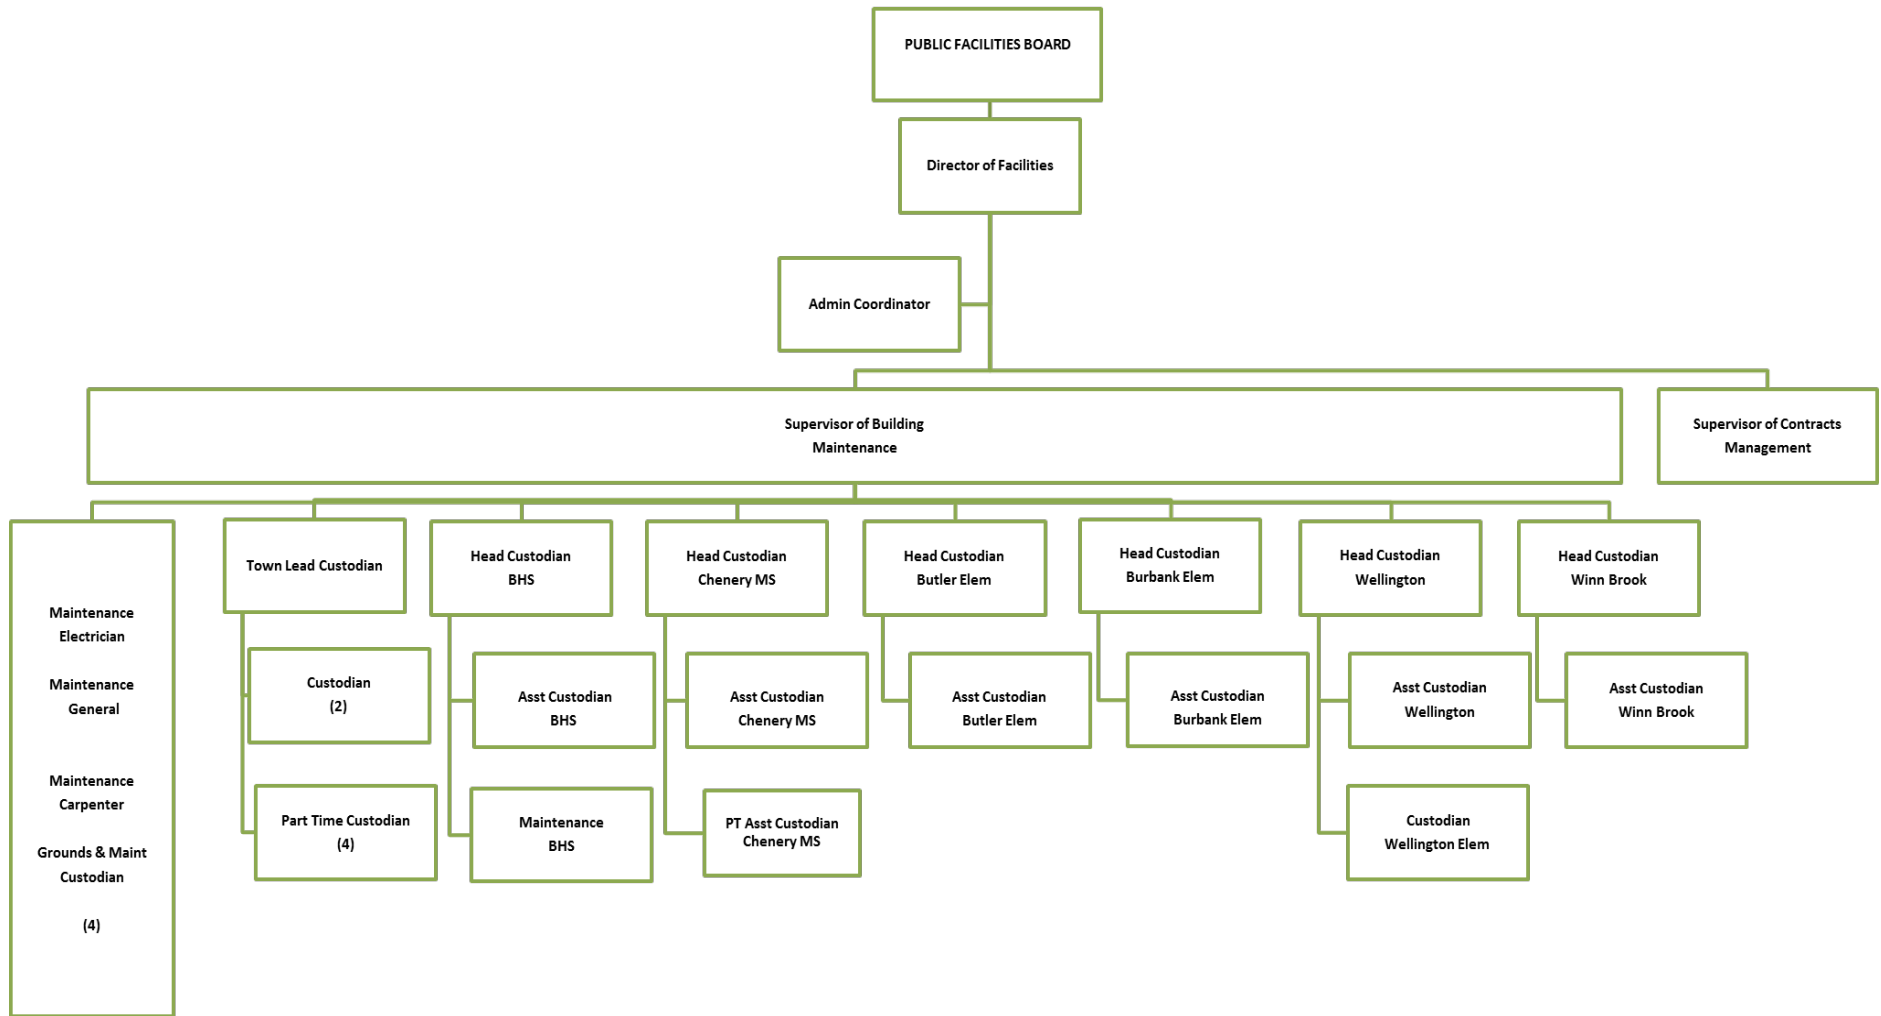 PUBLIC FACILITIES BOARD
Director of Facilities
Admin Coordinator
Supervisor of Building
Maintenance
Supervisor of Contracts
Management
Maintenance
Electrician
Maintenance
General
Maintenance
Carpenter
Grounds & Maint
Custodian
(4)
Town Lead Custodian
Custodian
(2)
Part Time Custodian
(4)
Head Custodian
BHS
Asst Custodian
BHS
Maintenance
BHS
Head Custodian
Chenery MS
Asst Custodian
Chenery MS
PT Asst Custodian
Chenery MS
Head Custodian
Butler Elem
Asst Custodian
Butler Elem
Head Custodian
Burbank Elem
Asst Custodian
Burbank Elem
Head Custodian
Wellington
Asst Custodian
Wellington
Custodian
Wellington Elem
Head Custodian
Winn Brook
Asst Custodian
Winn Brook